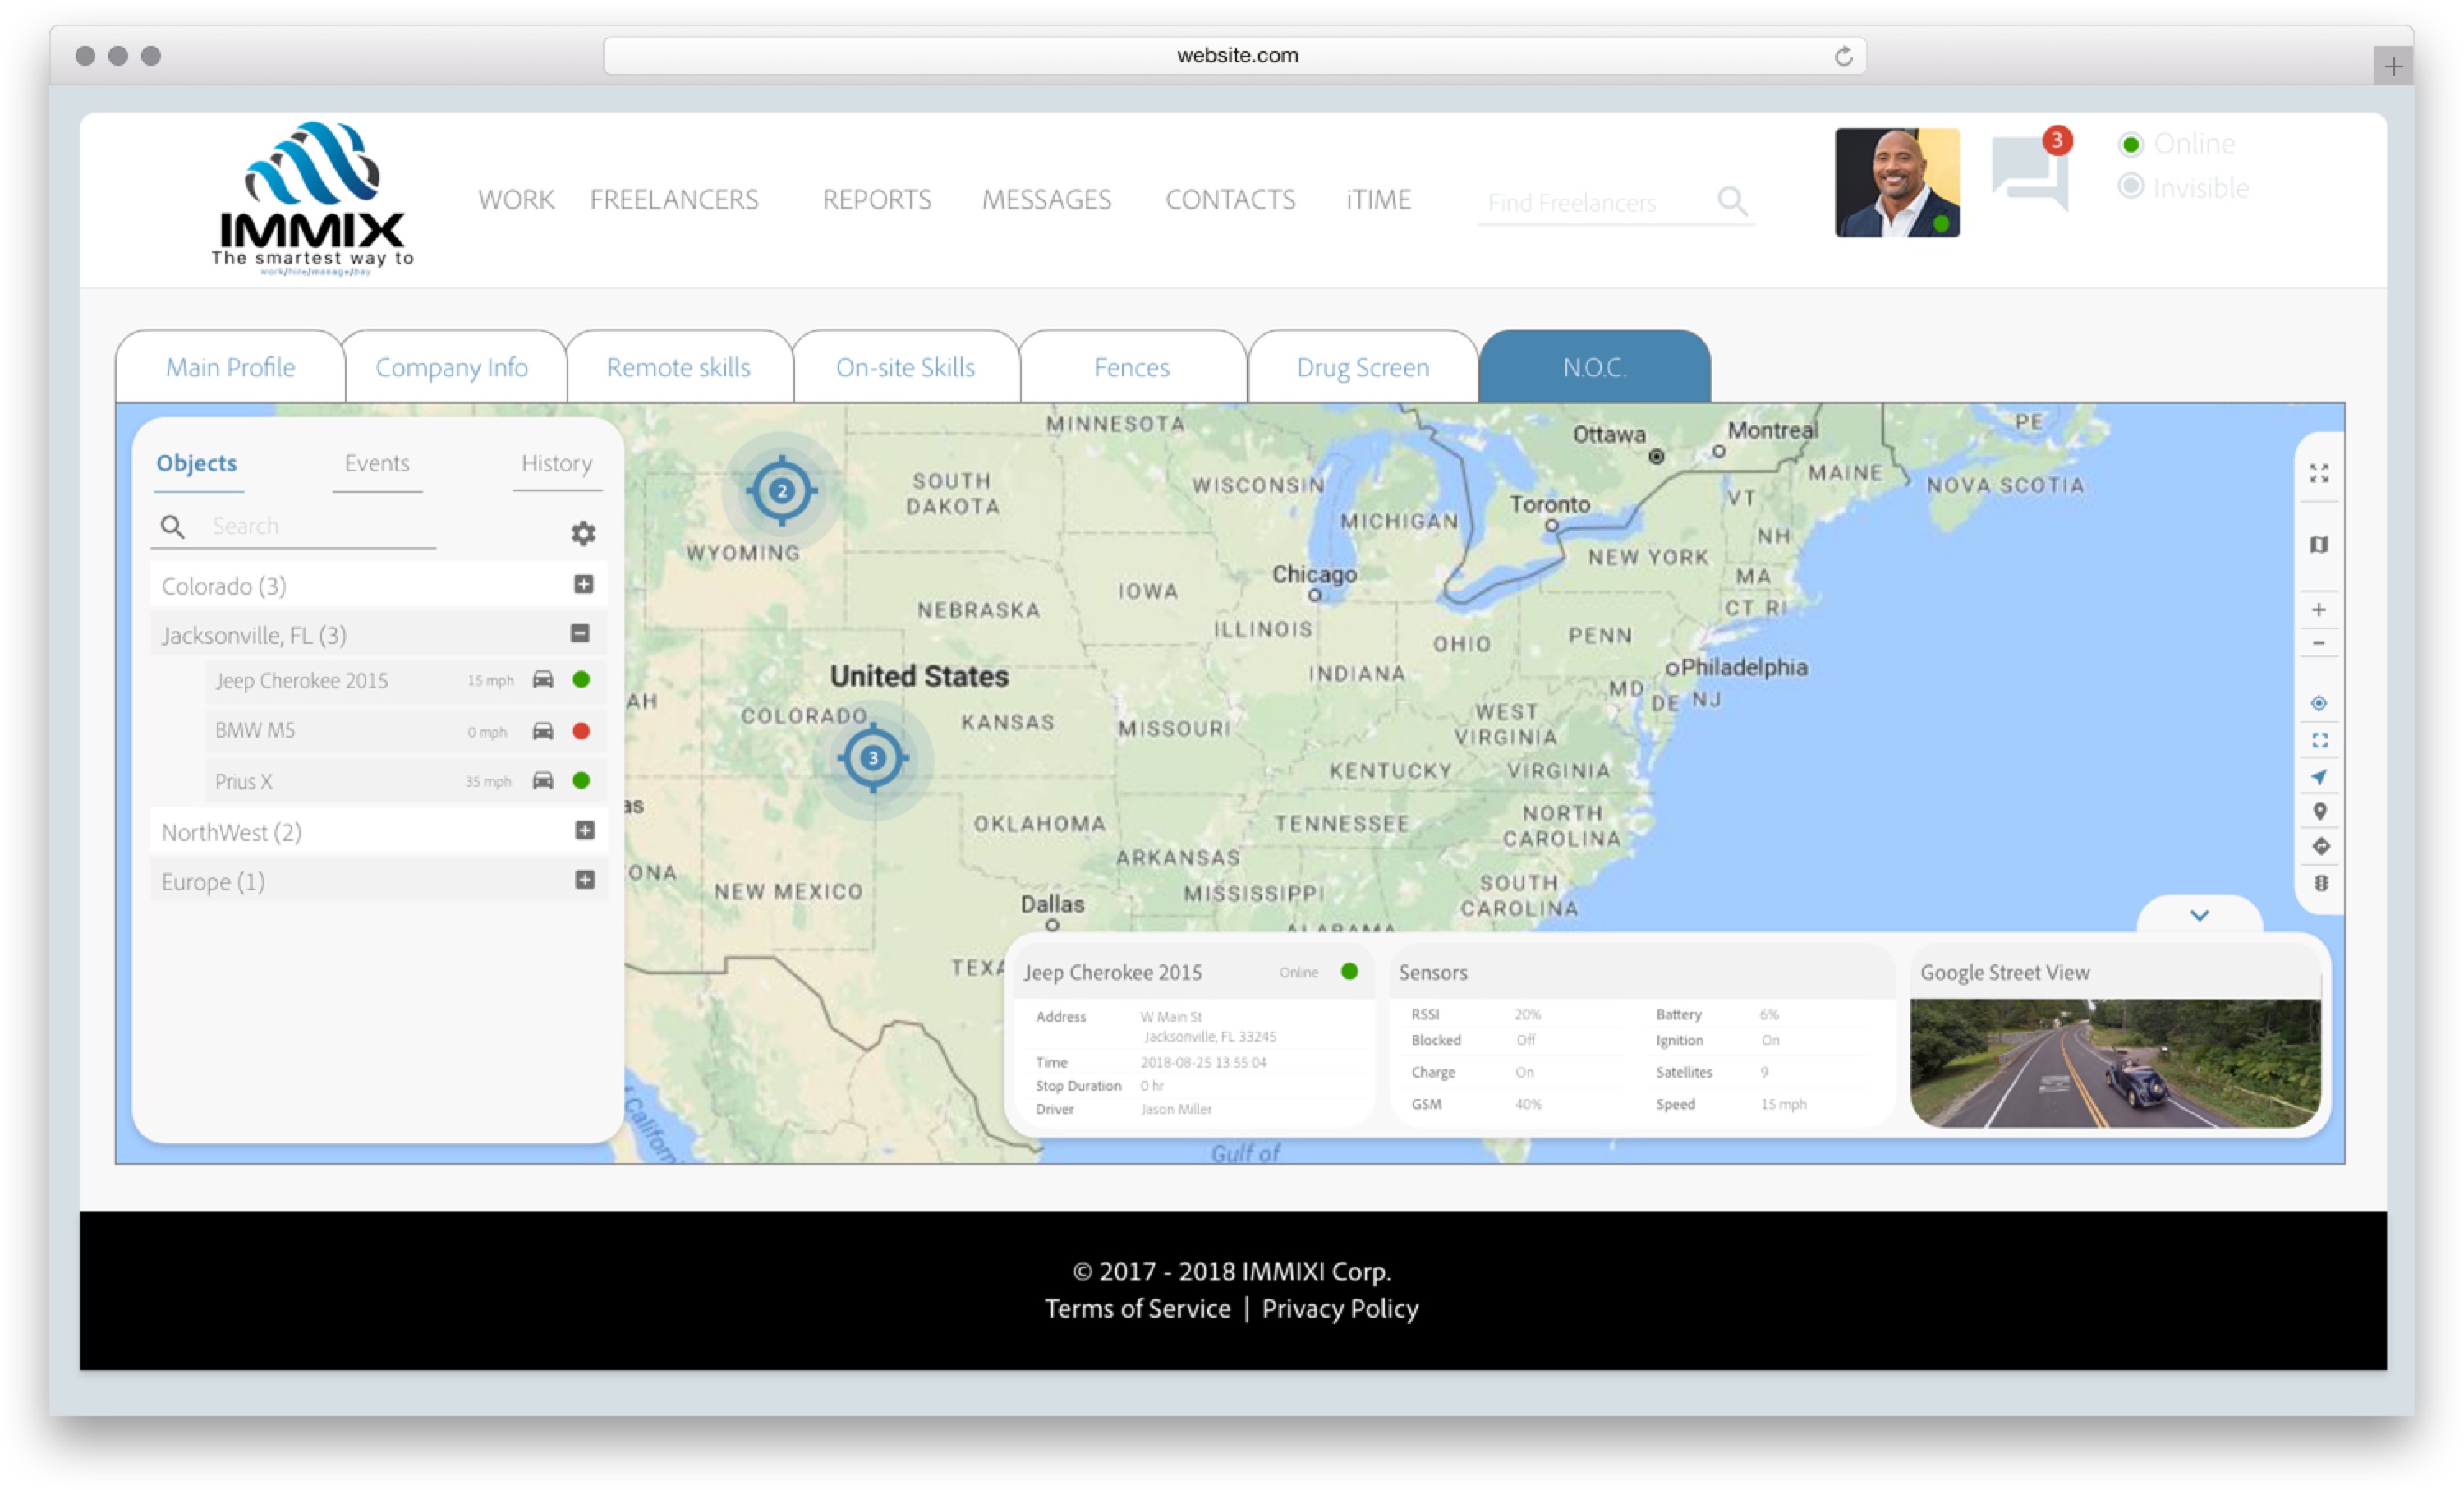 website.com
IMMIX
The smartest way to
work/hire/manage/pay
WORK FREELANCERS REPORTS MESSAGES CONTACTS iTIME
Find Freelancers
3
Online
Invisible
Main Profile
Company Info
Remote skills
On-site Skills
Fences
Drug Screen
N.O.C.
Objects Events History
Search
Colorado (3)
Jacksonville, FL (3)
Jeep Cherokee 2015 15 mph
BMW M5 0 mph
Prius X 35 mph
NorthWest (2)
Europe (1)
MINNESOTA
Ottawa
Montreal
PE
2
SOUTH
DAKOTA
WISCONSIN
MICHIGAN
Toronto
VT
MAINE
NOVA SCOTIA
NH
WYOMING
NEW YORK
Chicago
MA
IOWA
CT RI
NEBRASKA
ILLINOIS
OHIO
PENN
United States
INDIANA
Philadelphia
MD
DE NJ
AH
COLORADO
KANSAS
MISSOURI
WEST
VIRGINIA
3
KENTUCKY
VIRGINIA
as
OKLAHOMA
TENNESSEE
NORTH
CAROLINA
ARKANSAS
ONA
NEW MEXICO
MISSISSIPPI
SOUTH
CAROLINA
Dallas
ALABAMA
TEXA
Californ
Gulf of
Jeep Cherokee 2015 Online
Address W Main St
Jacksonville, FL 33245
Time 2018-08-25 13 55 04
Stop Duration 0 hr
Driver Jason Miller
Sensors
RSSI 20% Battery 6%
Blocked Off Ignition On
Charge On Satellites 9
GSM 40% Speed 15 mph
Google Street View
© 2017 - 2018 IMMIXI Corp.
Terms of Service | Privacy Policy